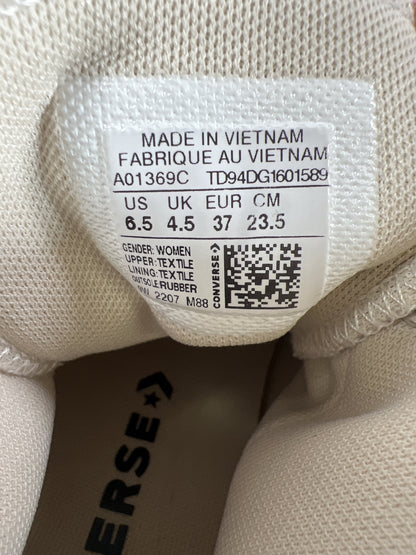 MADE IN VIETNAM
FABRIQUE AU VIETNAM
A01369C TD94DG1601589
US UK EUR CM
6.5 4.5 37 23.5
GENDER: WOMEN
UPPER: TEXTILE
LINING: TEXTILE
OUTSOLE: RUBBER
2207 M88
CONVERSE
ERSE